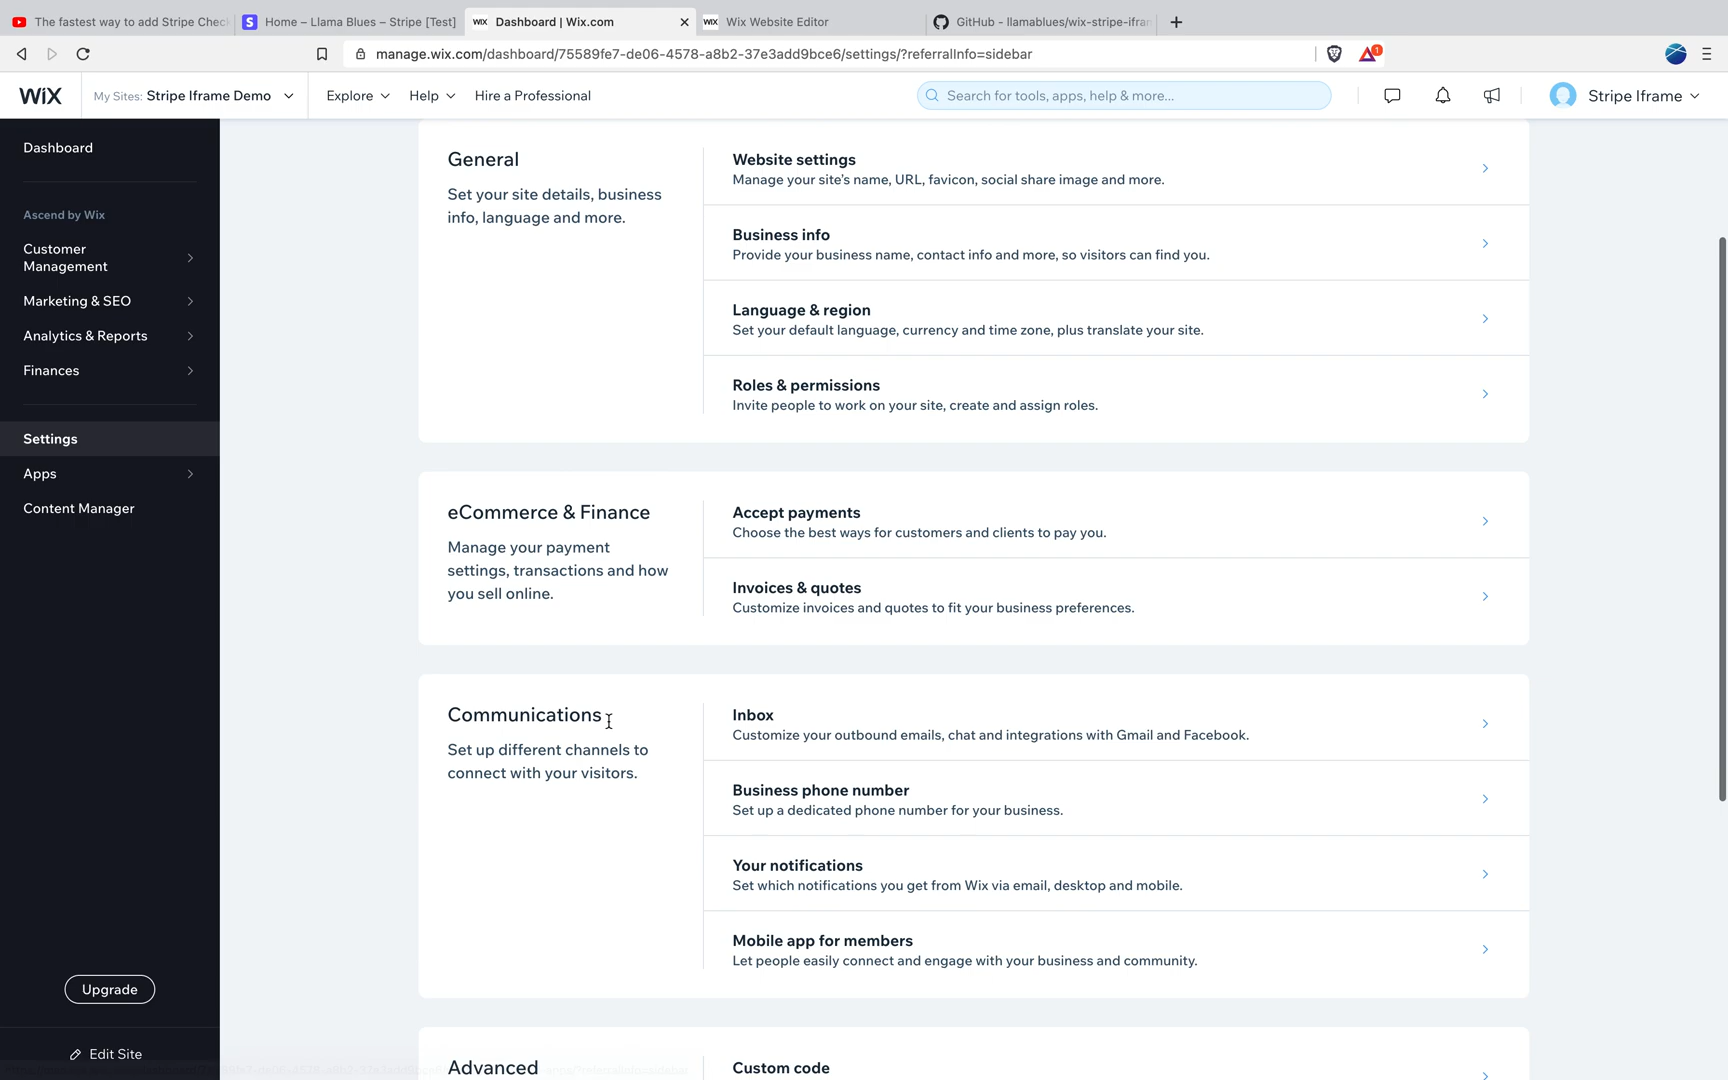 The fastest way to add Stripe Chec
S Home – Llama Blues – Stripe [Test]
WIX Dashboard | Wix.com
WIX Wix Website Editor
GitHub - llamablues/wix-stripe-ifran
manage.wix.com/dashboard/75589fe7-de06-4578-a8b2-37e3add9bce6/settings/?referralInfo=sidebar
1
WiX
My Sites: Stripe Iframe Demo
Explore
Help
Hire a Professional
Search for tools, apps, help & more...
Stripe Iframe
Dashboard
Ascend by Wix
Customer
Management
Marketing & SEO
Analytics & Reports
Finances
Settings
Apps
Content Manager
Upgrade
Edit Site
General
Set your site details, business
info, language and more.
Website settings
Manage your site's name, URL, favicon, social share image and more.
Business info
Provide your business name, contact info and more, so visitors can find you.
Language & region
Set your default language, currency and time zone, plus translate your site.
Roles & permissions
Invite people to work on your site, create and assign roles.
eCommerce & Finance
Manage your payment
settings, transactions and how
you sell online.
Accept payments
Choose the best ways for customers and clients to pay you.
Invoices & quotes
Customize invoices and quotes to fit your business preferences.
Communications
Set up different channels to
connect with your visitors.
Inbox
Customize your outbound emails, chat and integrations with Gmail and Facebook.
Business phone number
Set up a dedicated phone number for your business.
Your notifications
Set which notifications you get from Wix via email, desktop and mobile.
Mobile app for members
Let people easily connect and engage with your business and community.
Advanced
Custom code